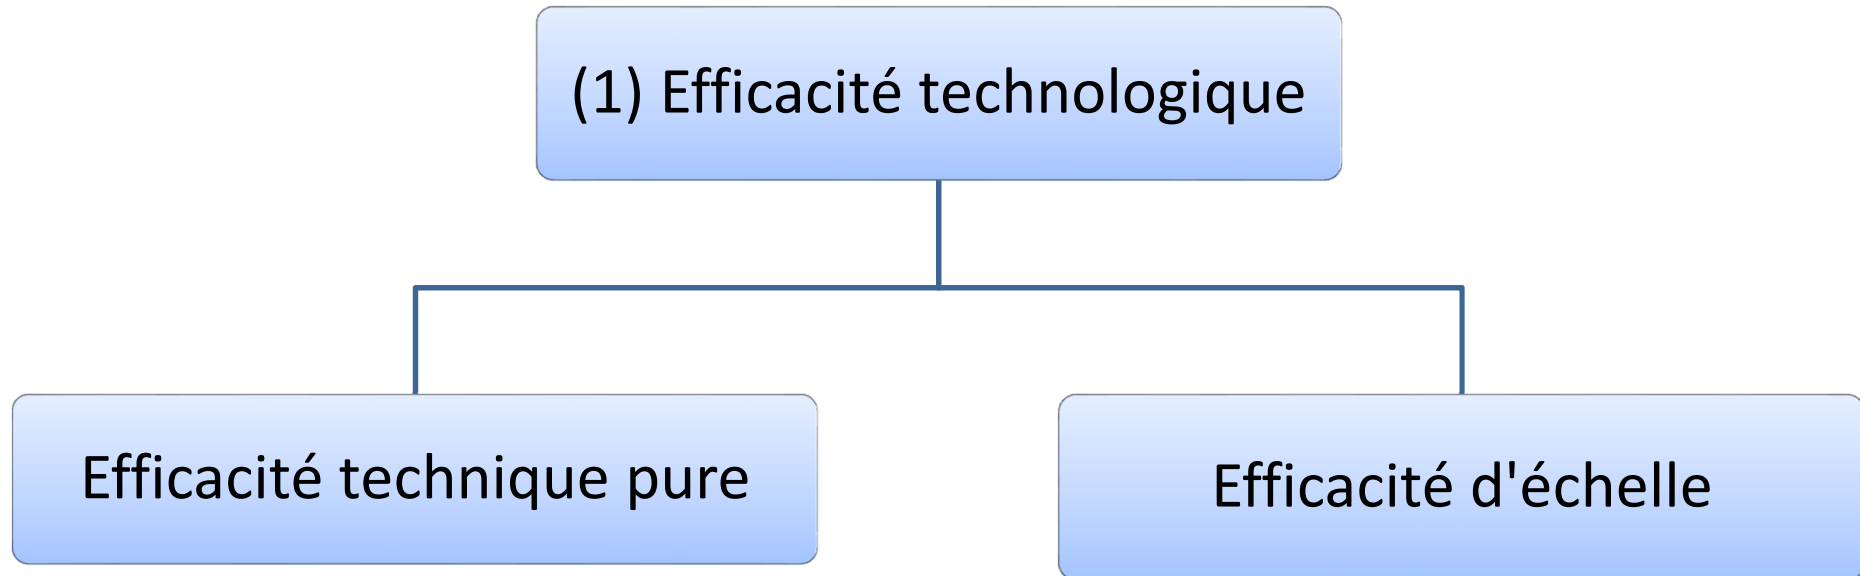 (1) Efficacité technologique
Efficacité technique pure
Efficacité d'échelle